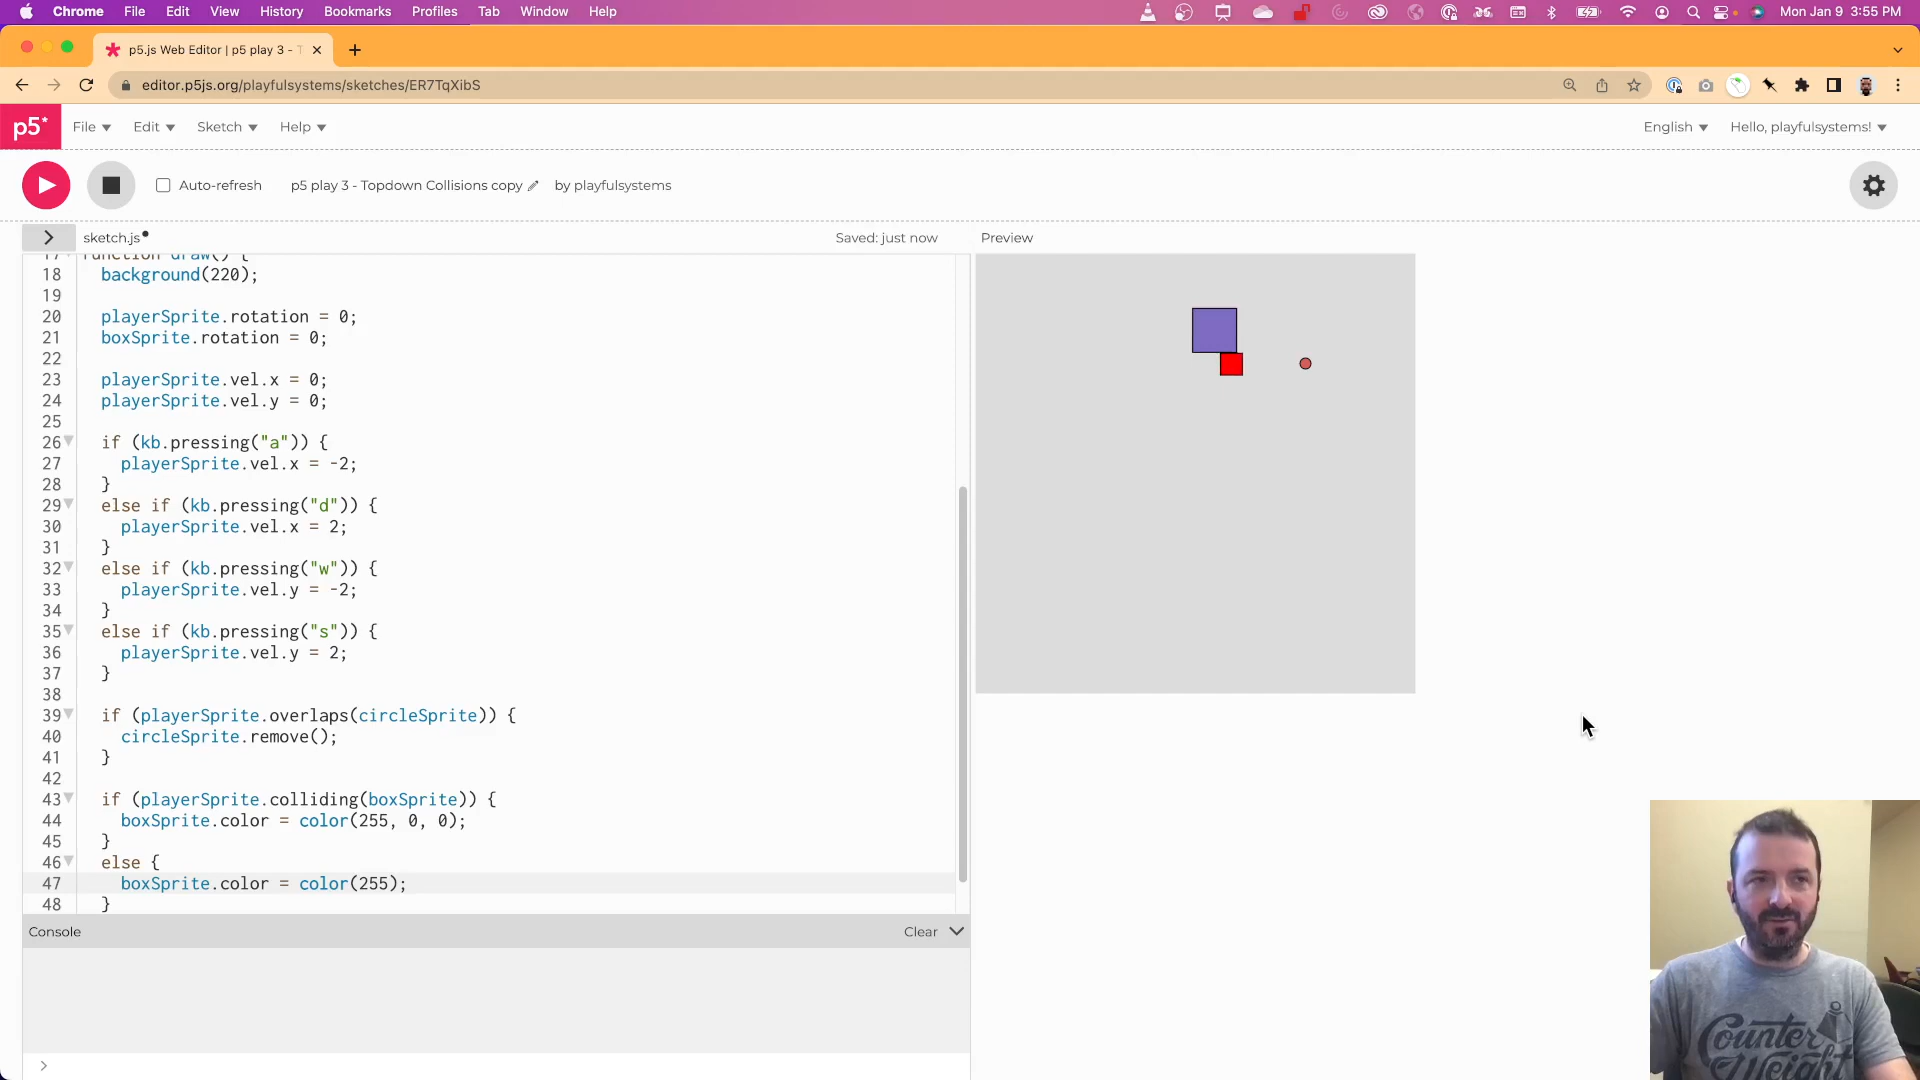 Chrome File Edit View History Bookmarks Profiles Tab Window Help Mon Jan 9 3:55 PM
p5.js Web Editor | p5 play 3 - T
editor.p5js.org/playfulsystems/sketches/ER7TqXibS
p5* File Edit Sketch Help English Hello, playfulsystems!
Auto-refresh p5 play 3 - Topdown Collisions copy by playfulsystems
sketch.js Saved: just now Preview
17 function draw() {
18 background(220);
19
20 playerSprite.rotation = 0;
21 boxSprite.rotation = 0;
22
23 playerSprite.vel.x = 0;
24 playerSprite.vel.y = 0;
25
26 if (kb.pressing("a")) {
27 playerSprite.vel.x = -2;
28 }
29 else if (kb.pressing("d")) {
30 playerSprite.vel.x = 2;
31 }
32 else if (kb.pressing("w")) {
33 playerSprite.vel.y = -2;
34 }
35 else if (kb.pressing("s")) {
36 playerSprite.vel.y = 2;
37 }
38
39 if (playerSprite.overlaps(circleSprite)) {
40 circleSprite.remove();
41 }
42
43 if (playerSprite.colliding(boxSprite)) {
44 boxSprite.color = color(255, 0, 0);
45 }
46 else {
47 boxSprite.color = color(255);
48 }
Console Clear
>
Counter
Weight